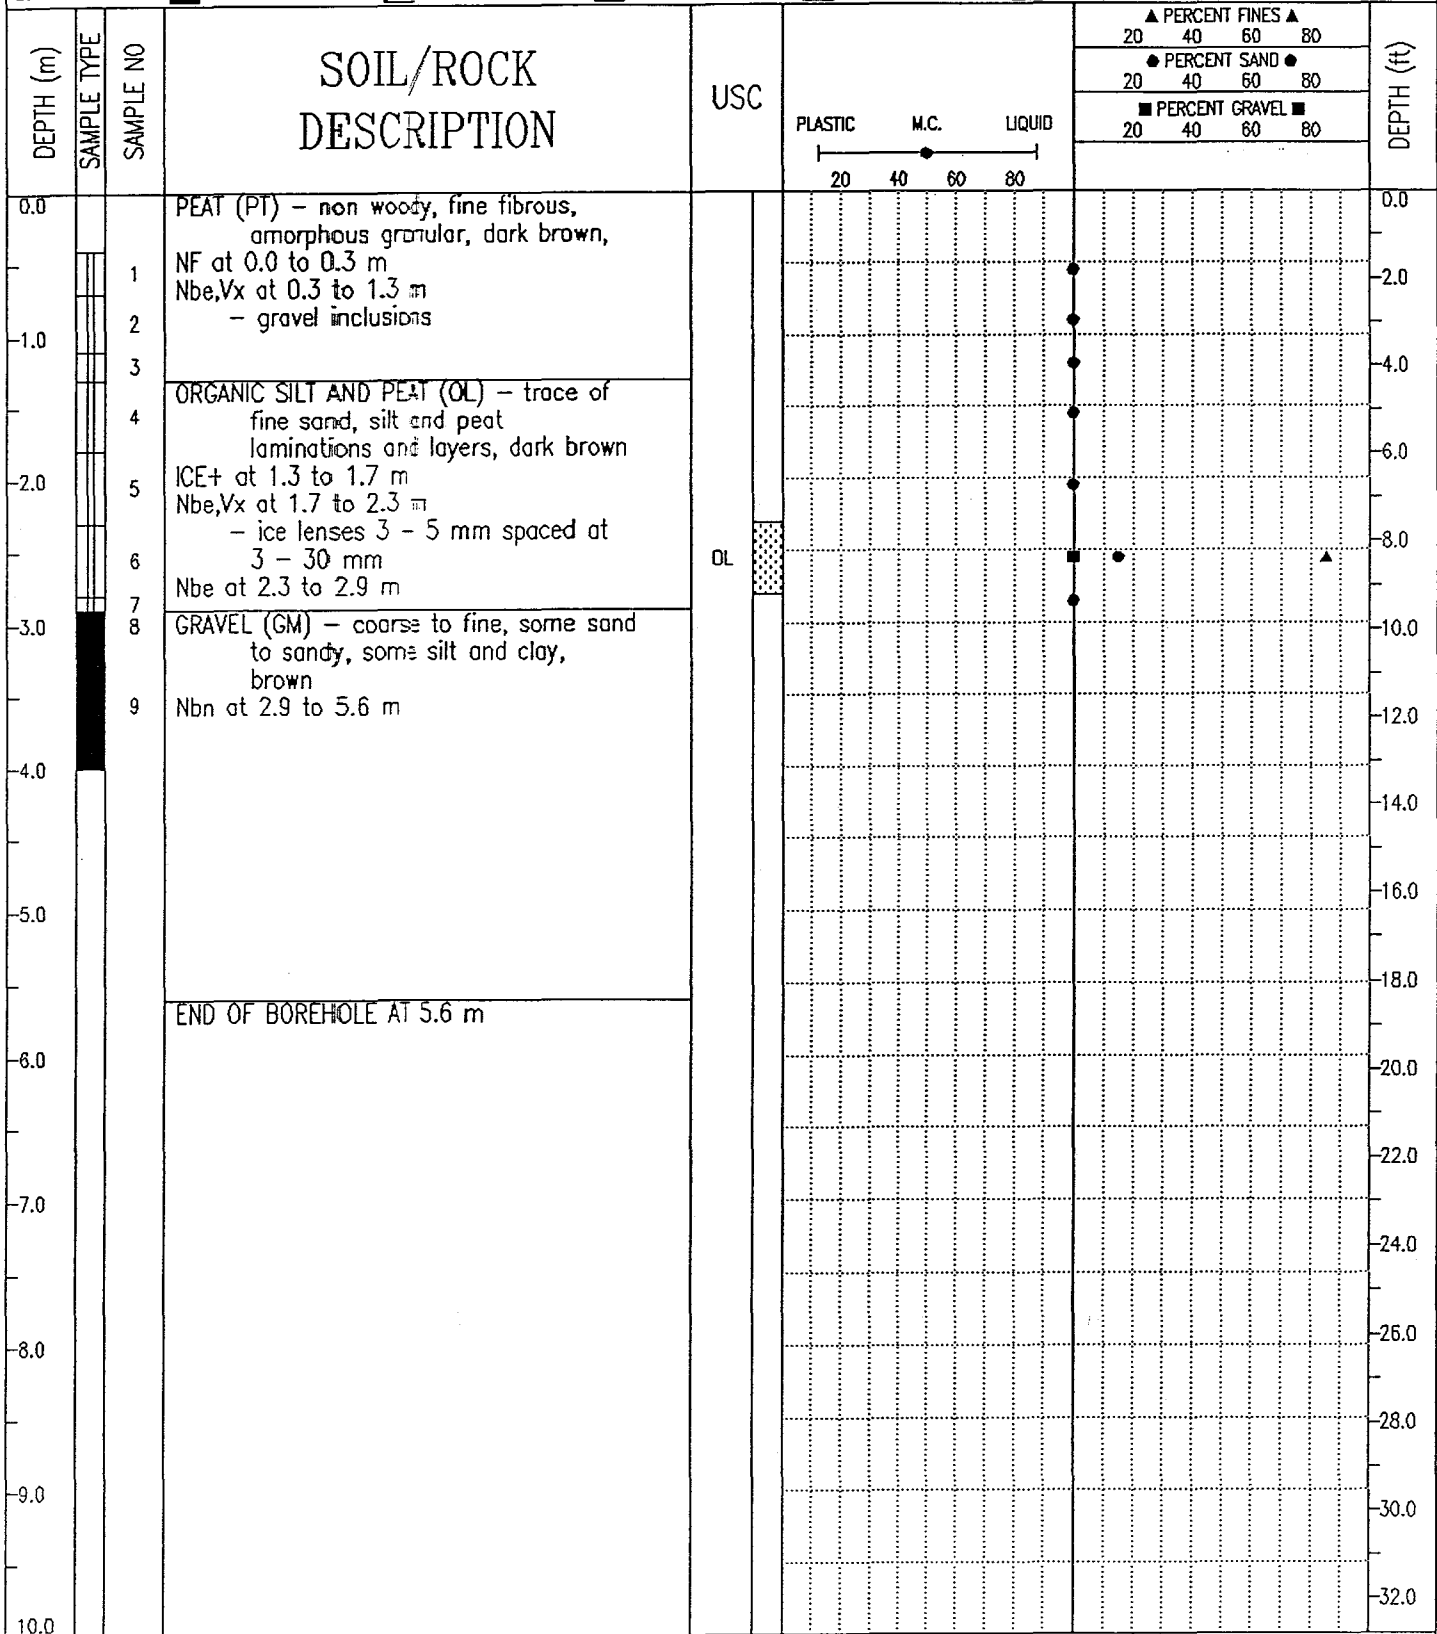 DEPTH (m)
SAMPLE TYPE
SAMPLE NO
SOIL/ROCK
DESCRIPTION
USC
PLASTIC M.C. LIQUID
20 40 60 80
▲ PERCENT FINES ▲
20 40 60 80
● PERCENT SAND ●
20 40 60 80
■ PERCENT GRAVEL ■
20 40 60 80
DEPTH (ft)
0.0
1.0
2.0
3.0
4.0
5.0
6.0
7.0
8.0
9.0
10.0
1
2
3
4
5
6
7
8
9
PEAT (PT) – non woody, fine fibrous,
amorphous granular, dark brown,
NF at 0.0 to 0.3 m
Nbe,Vx at 0.3 to 1.3 m
– gravel inclusions
ORGANIC SILT AND PEAT (OL) – trace of
fine sand, silt and peat
laminations and layers, dark brown
ICE+ at 1.3 to 1.7 m
Nbe,Vx at 1.7 to 2.3 m
– ice lenses 3 – 5 mm spaced at
3 – 30 mm
Nbe at 2.3 to 2.9 m
GRAVEL (GM) – coarse to fine, some sand
to sandy, some silt and clay,
brown
Nbn at 2.9 to 5.6 m
END OF BOREHOLE AT 5.6 m
OL
0.0
2.0
4.0
6.0
8.0
10.0
12.0
14.0
16.0
18.0
20.0
22.0
24.0
26.0
28.0
30.0
32.0